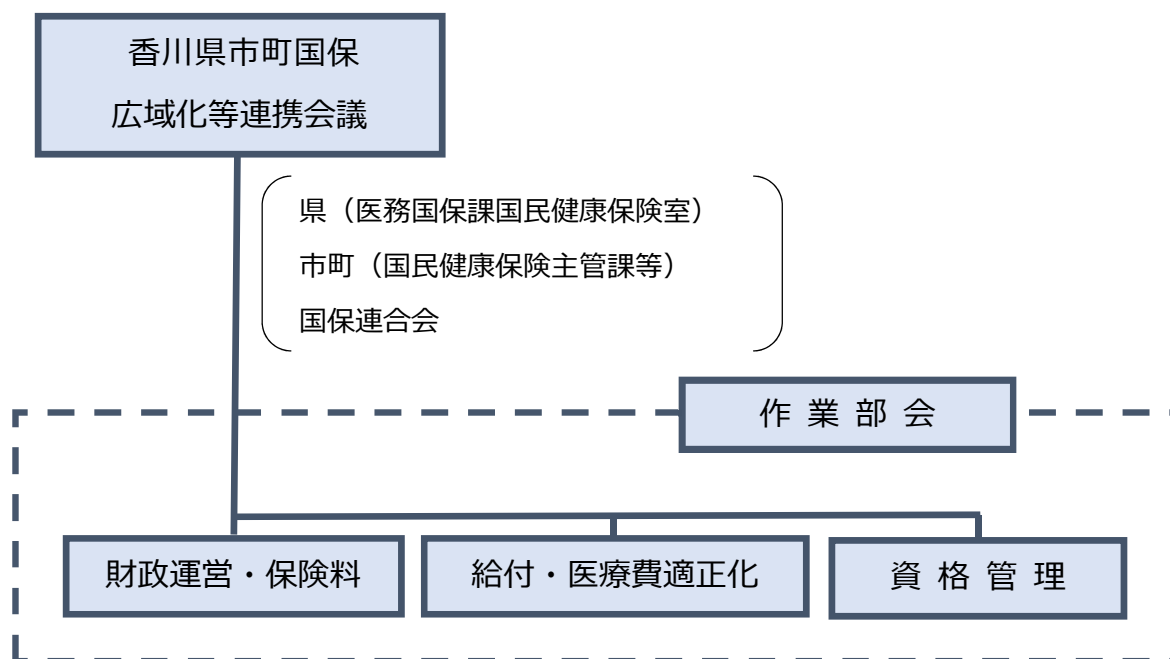 香川県市町国保
広域化等連携会議
県（医務国保課国民健康保険室）
市町（国民健康保険主管課等）
国保連合会
作業部会
財政運営・保険料
給付・医療費適正化
資格管理